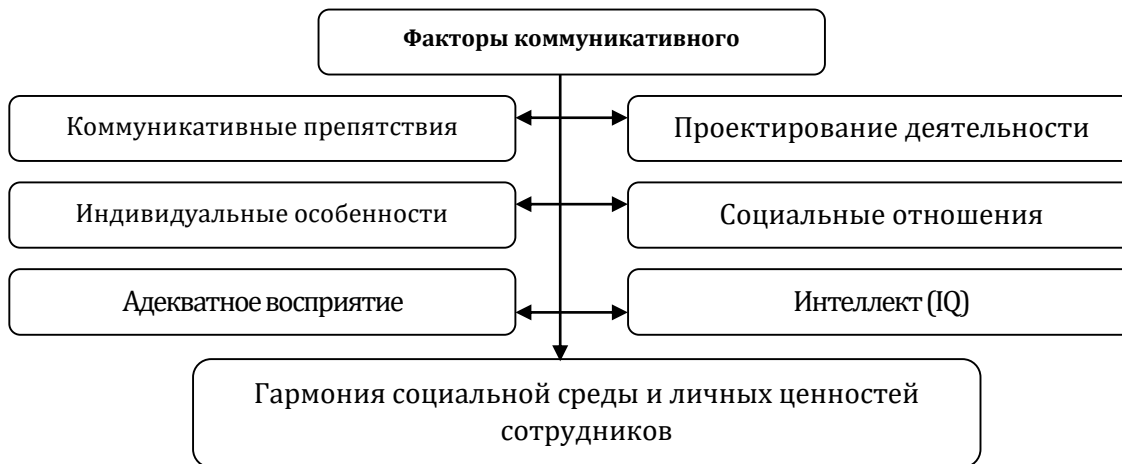 Факторы коммуникативного
Коммуникативные препятствия
Проектирование деятельности
Индивидуальные особенности
Социальные отношения
Адекватное восприятие
Интеллект (IQ)
Гармония социальной среды и личных ценностей
сотрудников